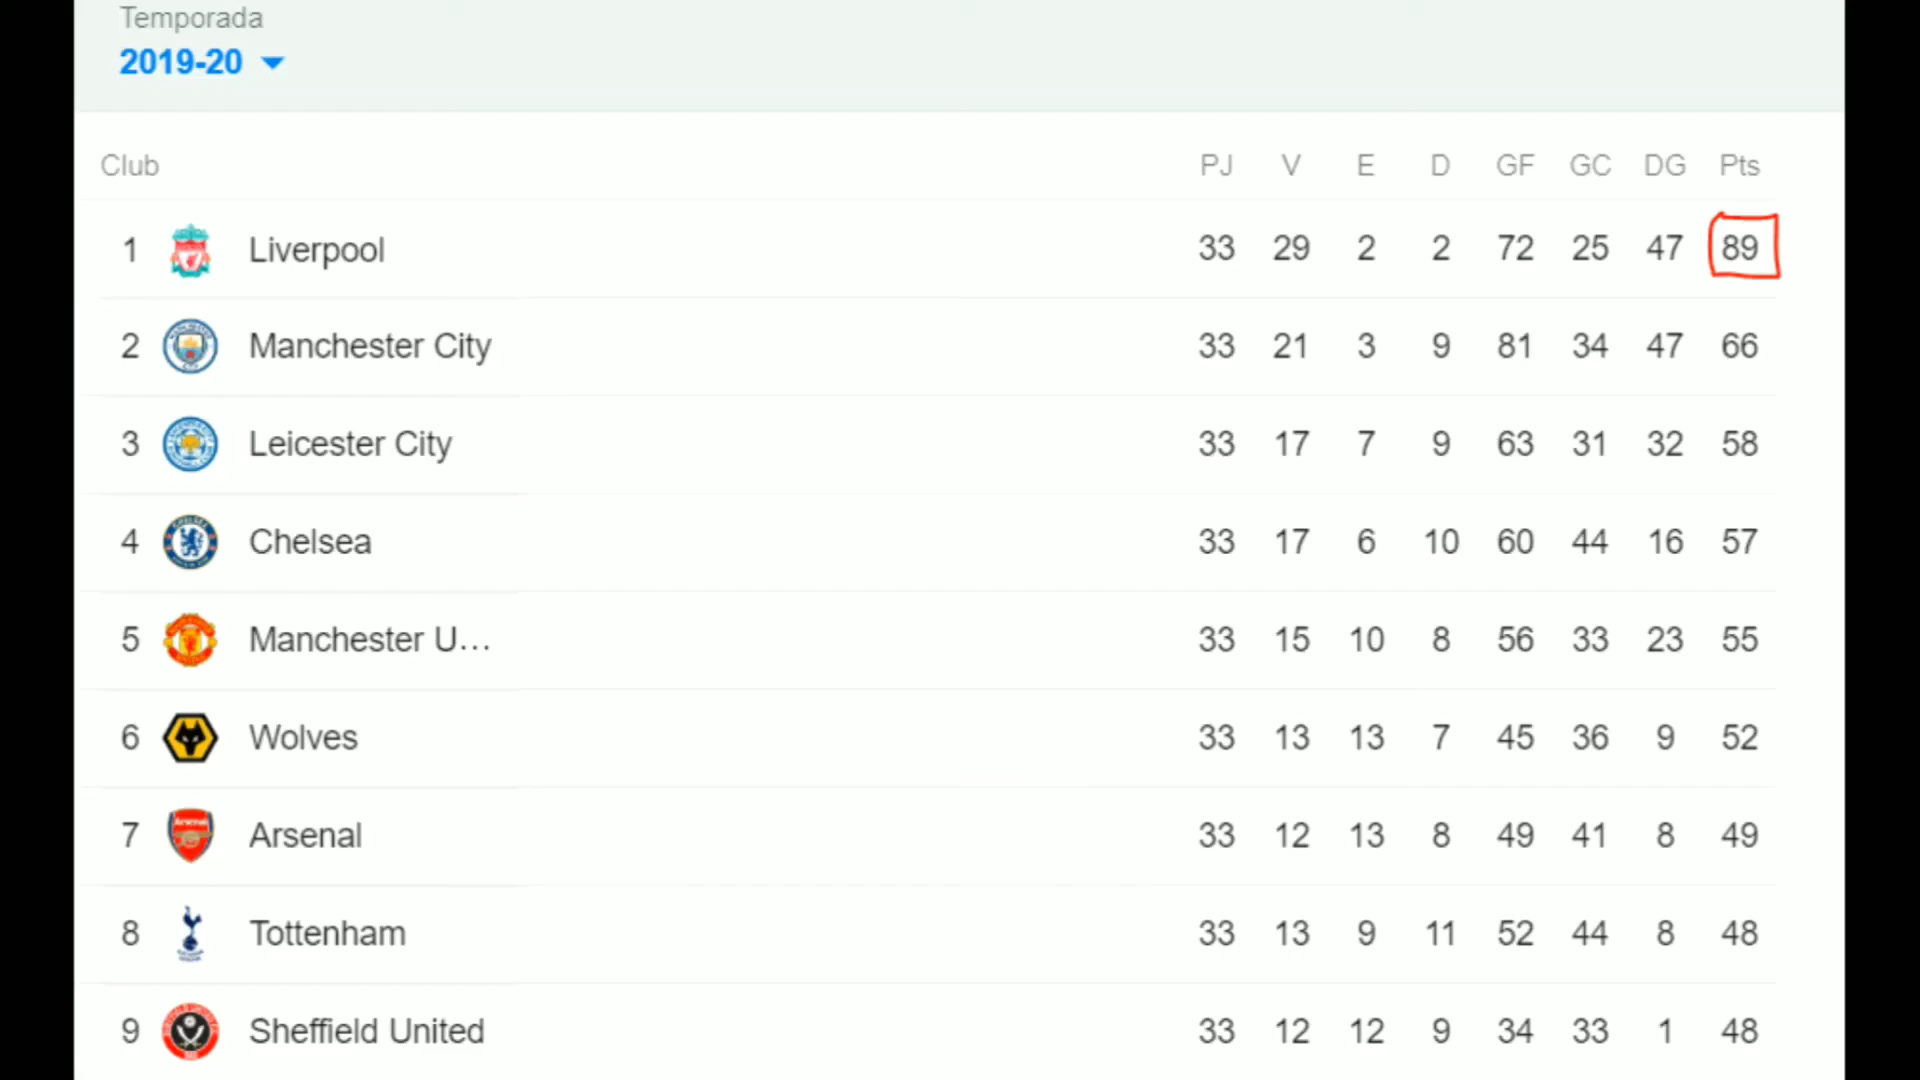 Temporada
2019-20
Club PJ V E D GF GC DG Pts
1 Liverpool 33 29 2 2 72 25 47 89
2 Manchester City 33 21 3 9 81 34 47 66
3 Leicester City 33 17 7 9 63 31 32 58
4 Chelsea 33 17 6 10 60 44 16 57
5 Manchester U... 33 15 10 8 56 33 23 55
6 Wolves 33 13 13 7 45 36 9 52
7 Arsenal 33 12 13 8 49 41 8 49
8 Tottenham 33 13 9 11 52 44 8 48
9 Sheffield United 33 12 12 9 34 33 1 48